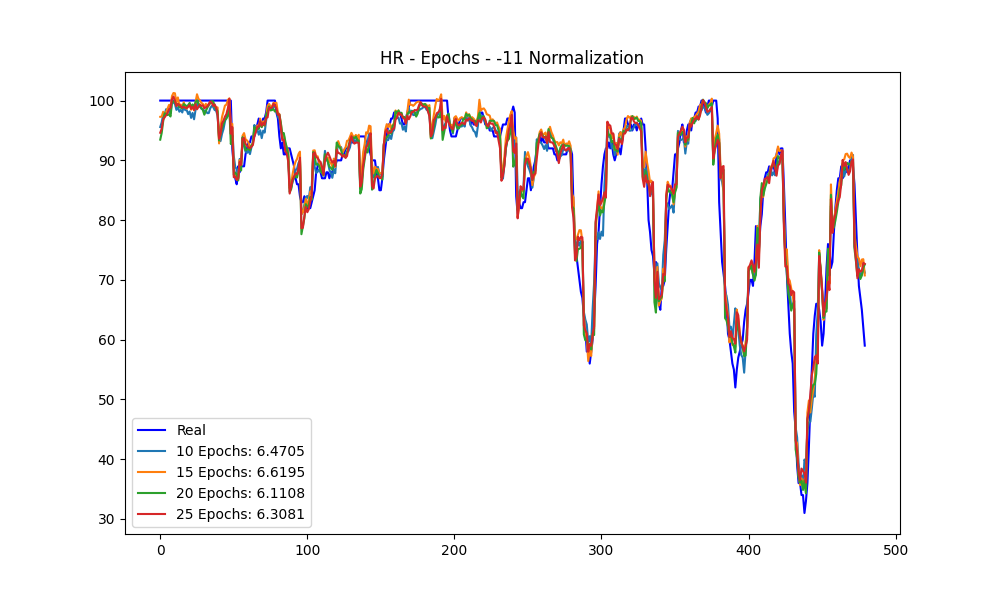 HR - Epochs - -11 Normalization
100
90
80
70
60
50
40
30
Real
10 Epochs: 6.4705
15 Epochs: 6.6195
20 Epochs: 6.1108
25 Epochs: 6.3081
0 100 200 300 400 500